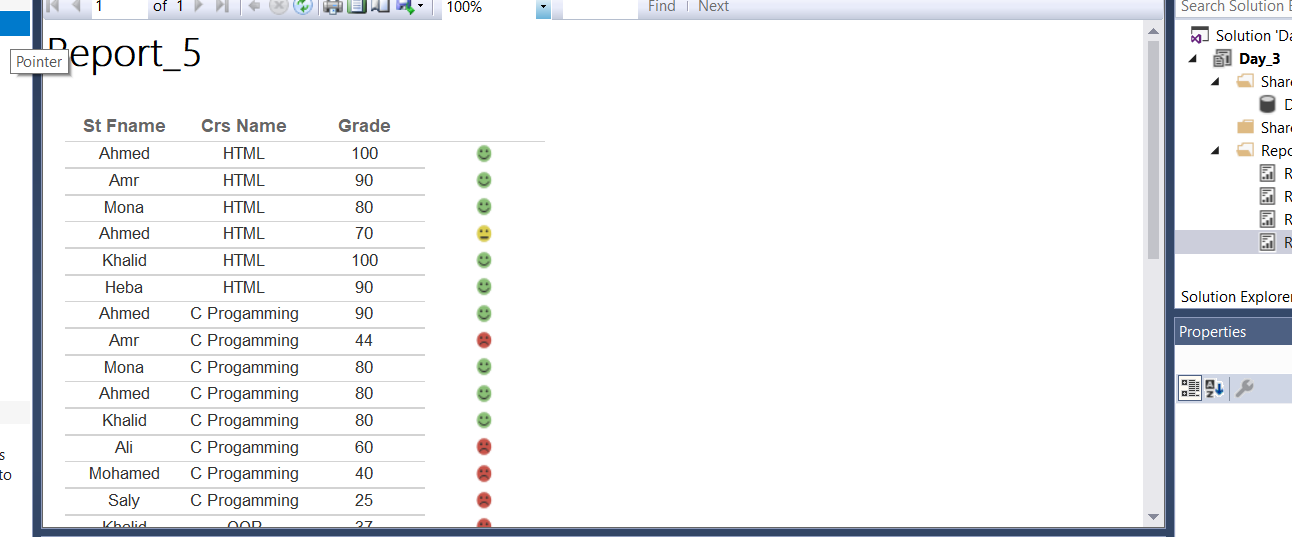 1 of 1 100% Find | Next
Search Solution E
Report_5
Pointer
St Fname Crs Name Grade
Ahmed HTML 100
Amr HTML 90
Mona HTML 80
Ahmed HTML 70
Khalid HTML 100
Heba HTML 90
Ahmed C Progamming 90
Amr C Progamming 44
Mona C Progamming 80
Ahmed C Progamming 80
Khalid C Progamming 80
Ali C Progamming 60
Mohamed C Progamming 40
Saly C Progamming 25
Khalid OOP 37
s
to
Solution 'Da
Day_3
Share
D
Share
Repo
R
R
R
R
Solution Explorer
Properties